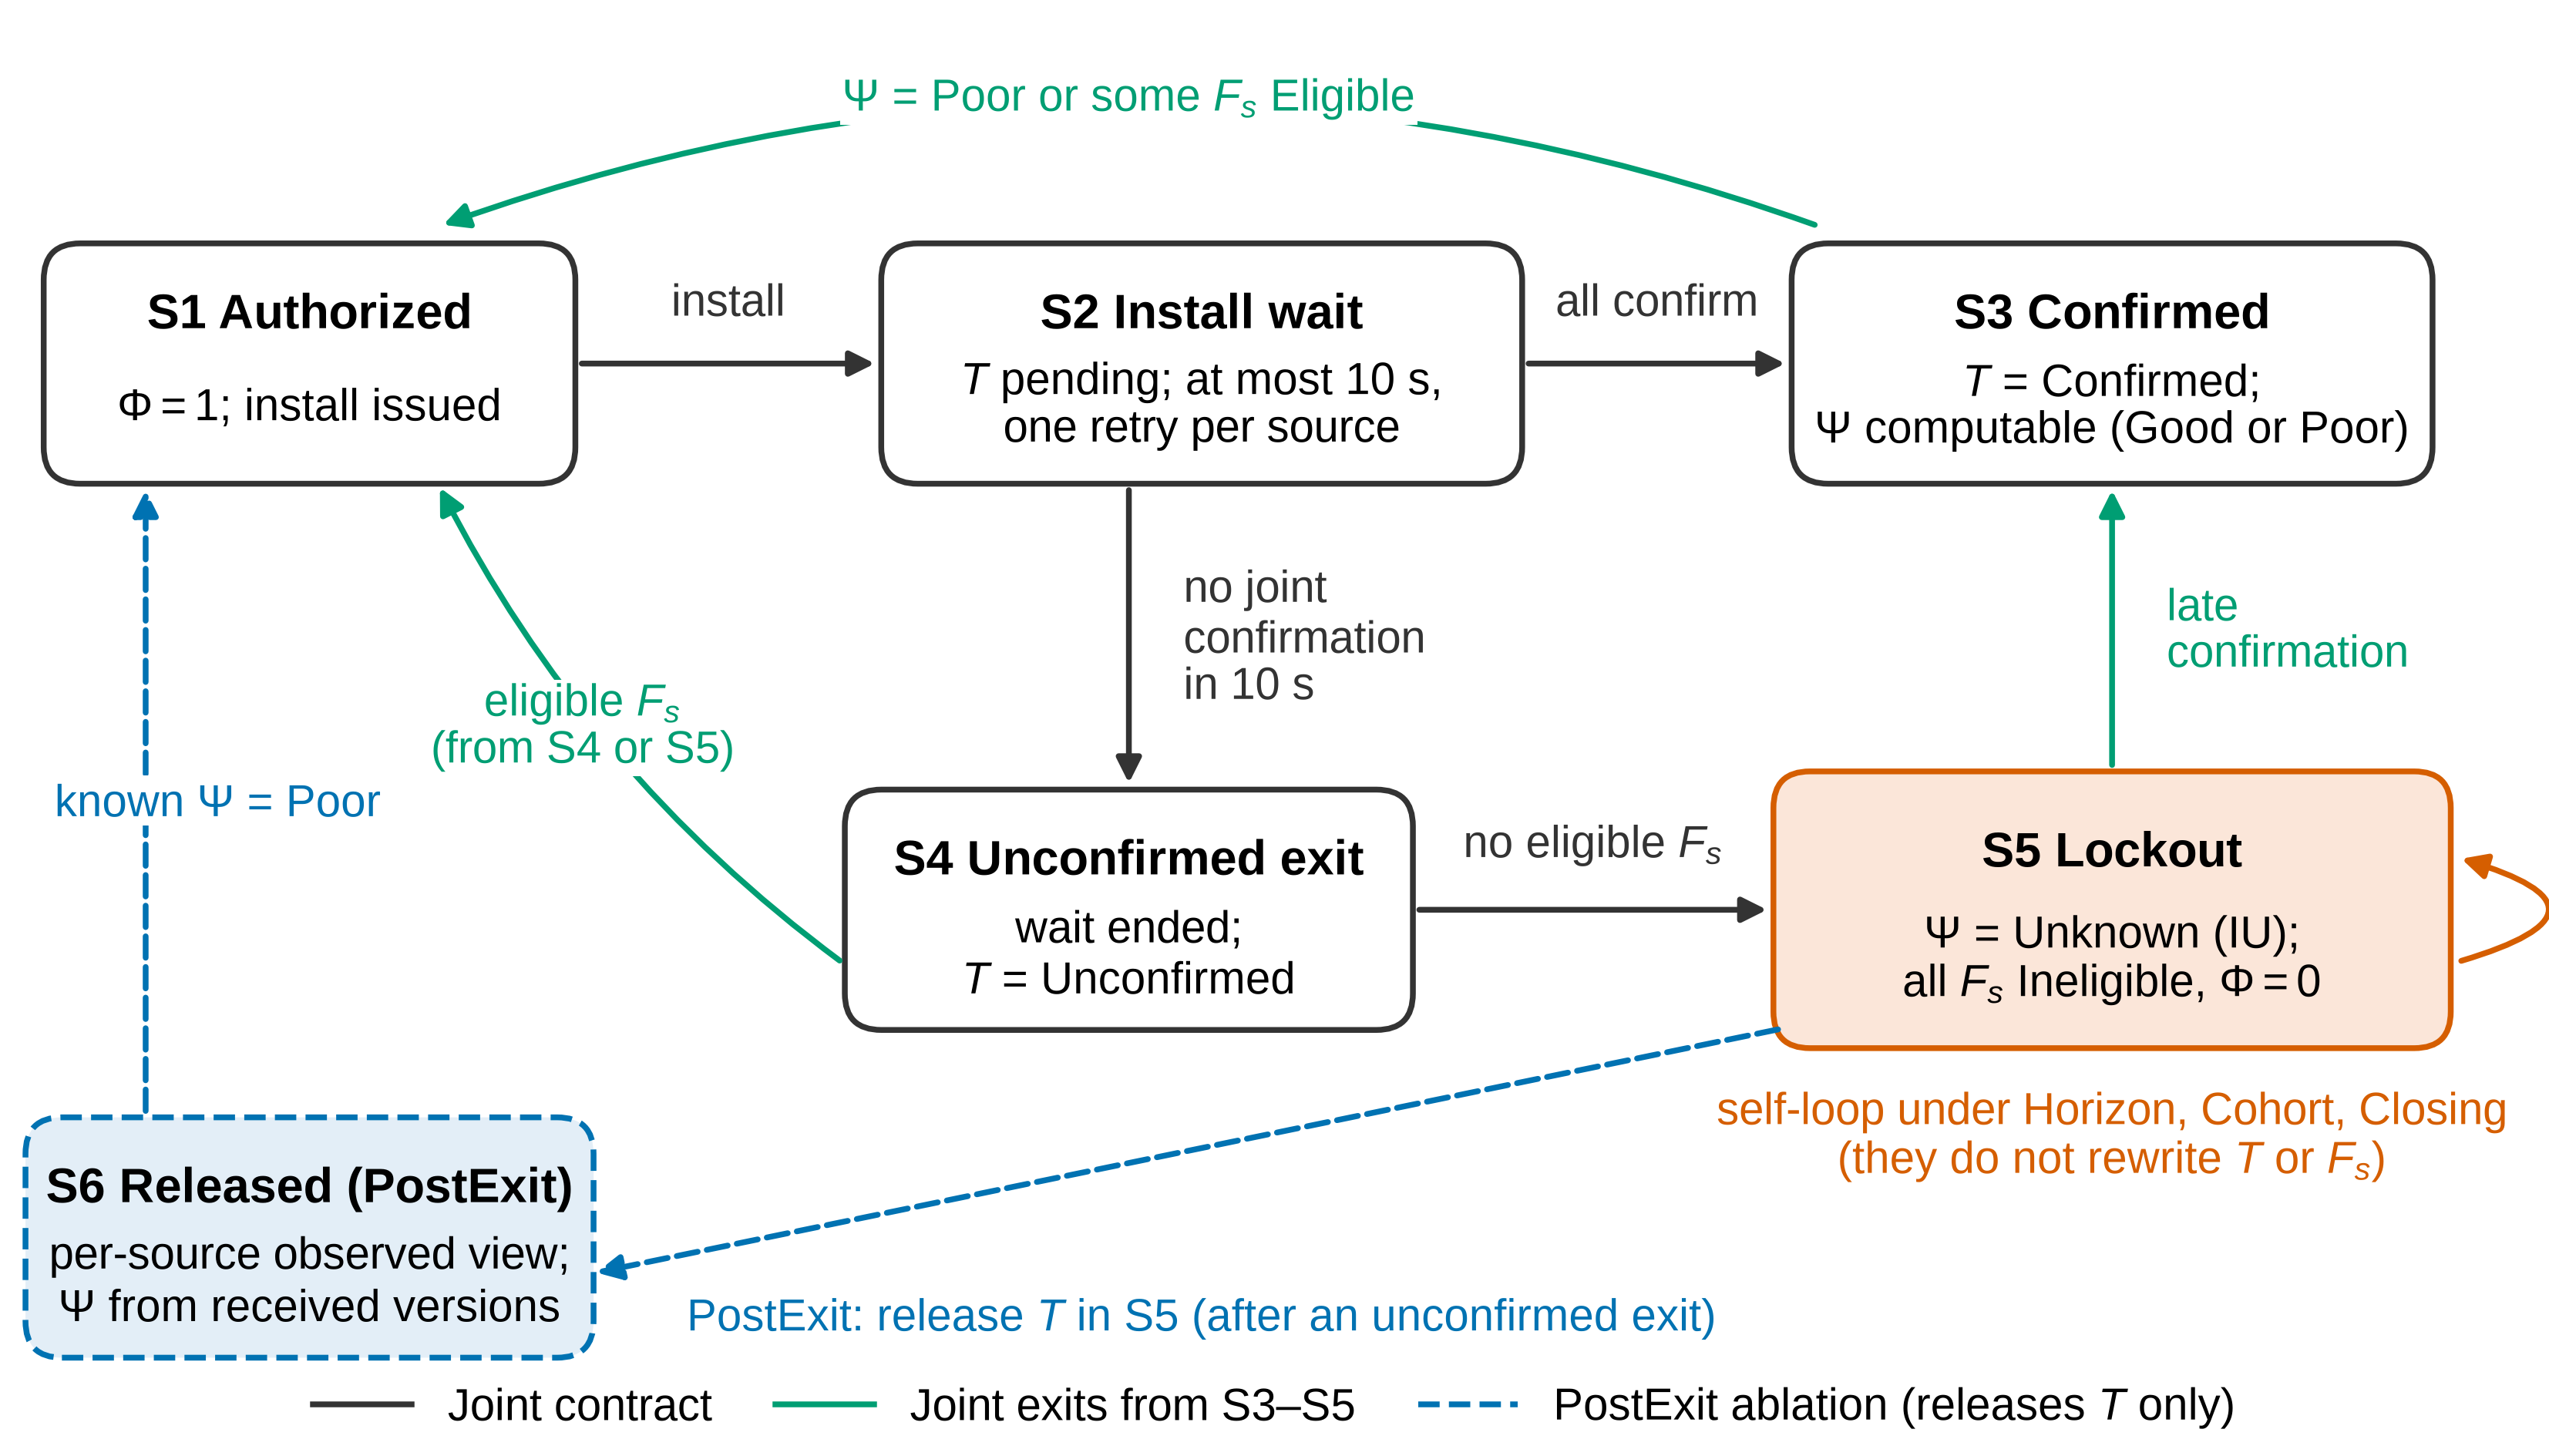 Ψ = Poor or some Fs Eligible
S1 Authorized
Φ = 1; install issued
install
S2 Install wait
T pending; at most 10 s,
one retry per source
all confirm
S3 Confirmed
T = Confirmed;
Ψ computable (Good or Poor)
no joint
confirmation
in 10 s
late
confirmation
eligible Fs
(from S4 or S5)
known Ψ = Poor
S4 Unconfirmed exit
wait ended;
T = Unconfirmed
no eligible Fs
S5 Lockout
Ψ = Unknown (IU);
all Fs Ineligible, Φ = 0
self-loop under Horizon, Cohort, Closing
(they do not rewrite T or Fs)
S6 Released (PostExit)
per-source observed view;
Ψ from received versions
PostExit: release T in S5 (after an unconfirmed exit)
Joint contract
Joint exits from S3–S5
PostExit ablation (releases T only)